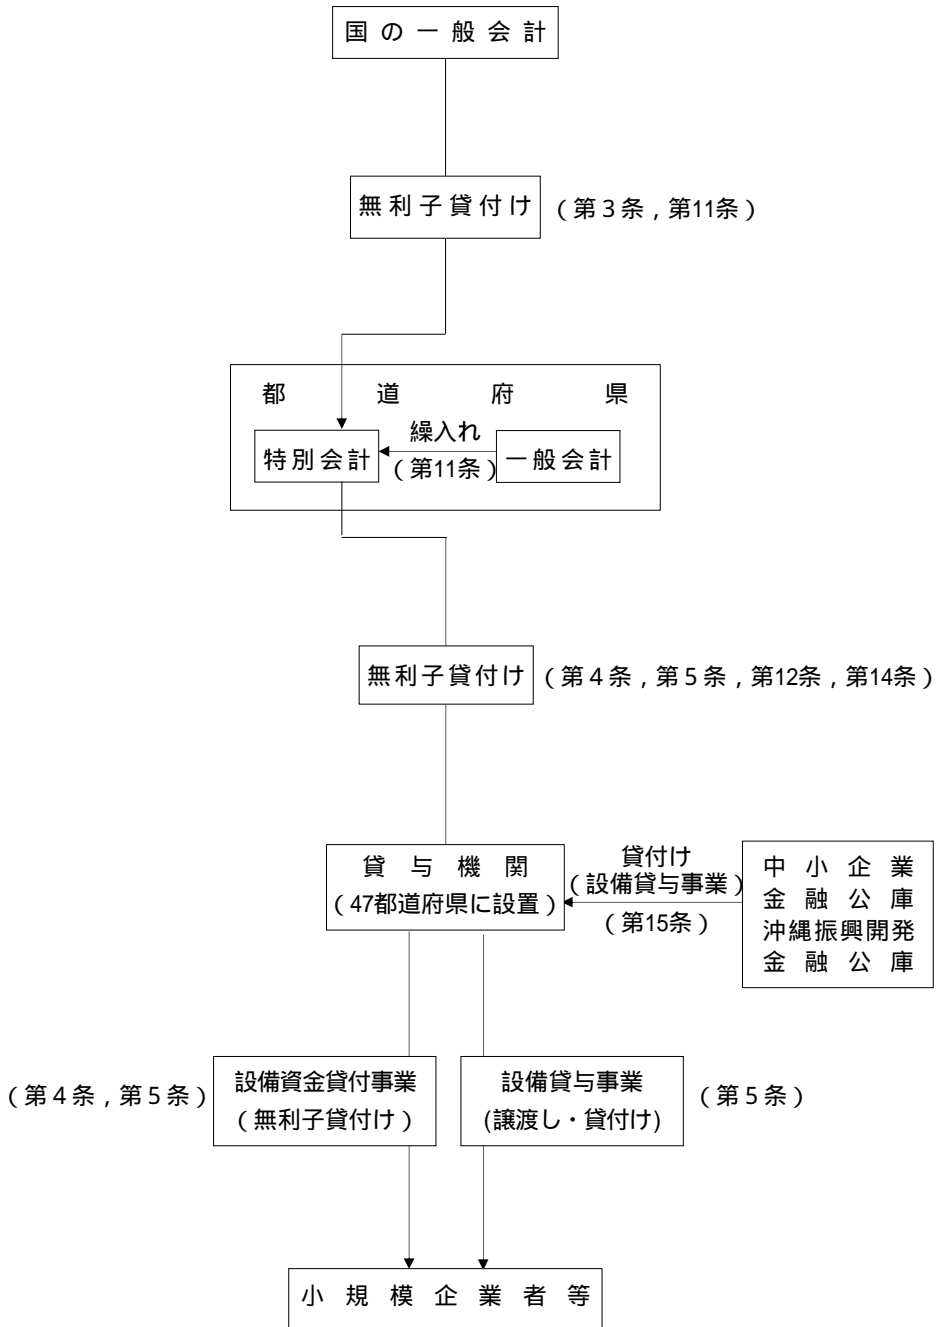 国の一般会計
無利子貸付け
（第３条，第11条）
都道府県
繰入れ
特別会計
（第11条）
一般会計
無利子貸付け
（第４条，第５条，第12条，第14条）
貸与機関
（47都道府県に設置）
貸付け
（設備貸与事業）
（第15条）
中小企業
金融公庫
沖縄振興開発
金融公庫
（第４条，第５条）
設備資金貸付事業
（無利子貸付け）
設備貸与事業
(譲渡し・貸付け)
（第５条）
小規模企業者等